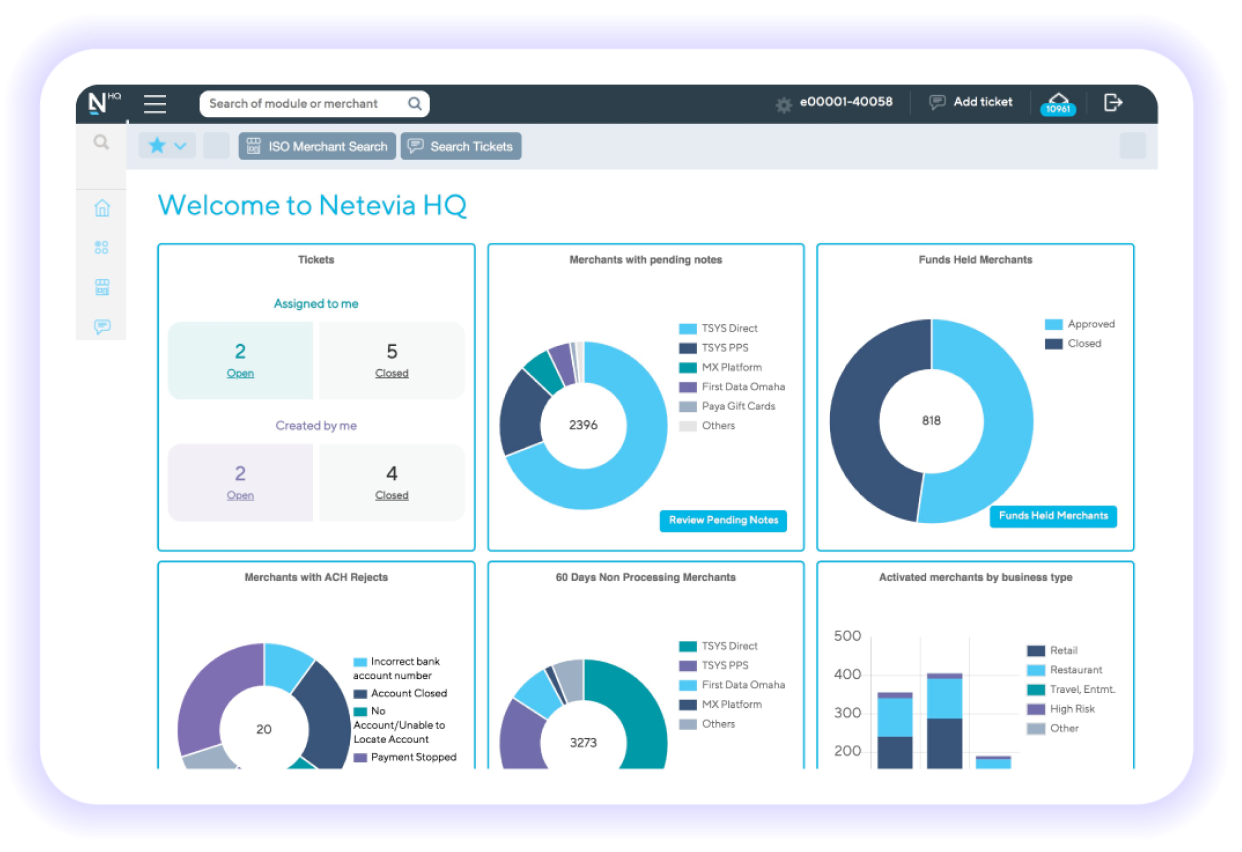 N HQ
Search of module or merchant
e00001-40058
Add ticket
10961
ISO Merchant Search
Search Tickets
Welcome to Netevia HQ
Tickets
Assigned to me
2
Open
5
Closed
Created by me
2
Open
4
Closed
Merchants with pending notes
TSYS Direct
TSYS PPS
MX Platform
First Data Omaha
Paya Gift Cards
Others
2396
Review Pending Notes
Funds Held Merchants
Approved
Closed
818
Funds Held Merchants
Merchants with ACH Rejects
Incorrect bank
account number
Account Closed
No
Account/Unable to
Locate Account
Payment Stopped
20
60 Days Non Processing Merchants
TSYS Direct
TSYS PPS
First Data Omaha
MX Platform
Others
3273
Activated merchants by business type
500
400
300
200
Retail
Restaurant
Travel, Entmt.
High Risk
Other